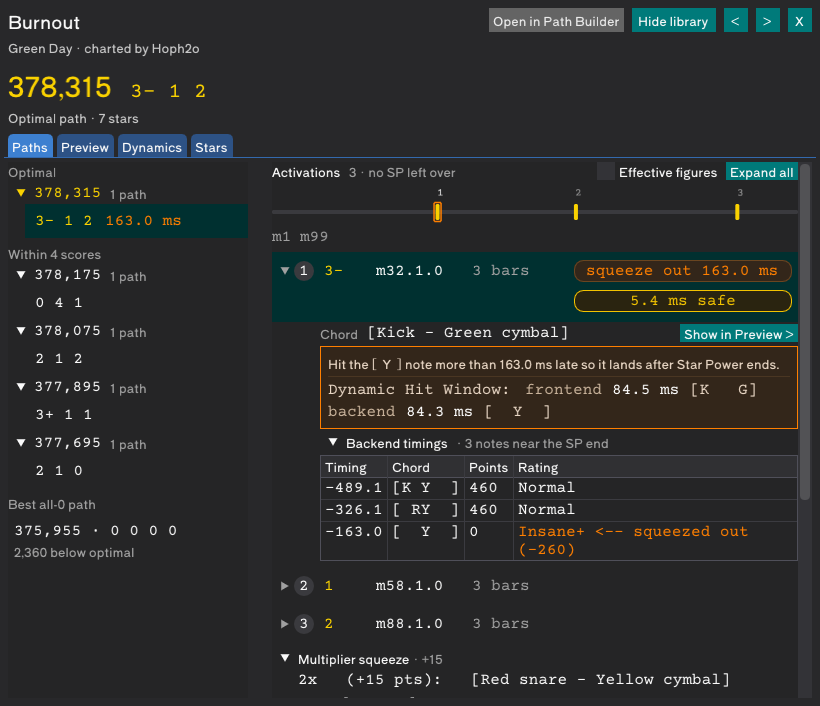 Burnout
Open in Path Builder
Hide library
<
>
X
Green Day · charted by Hoph2o
378,315 3- 1 2
Optimal path · 7 stars
Paths
Preview
Dynamics
Stars
Optimal
▼ 378,315 1 path
3- 1 2 163.0 ms
Within 4 scores
▼ 378,175 1 path
0 4 1
▼ 378,075 1 path
2 1 2
▼ 377,895 1 path
3+ 1 1
▼ 377,695 1 path
2 1 0
Best all-0 path
375,955 · 0 0 0 0
2,360 below optimal
Activations 3 · no SP left over
Effective figures
Expand all
1 2 3
m1 m99
▼ 1 3- m32.1.0 3 bars squeeze out 163.0 ms
5.4 ms safe
Chord [Kick - Green cymbal]
Show in Preview >
Hit the [ Y ] note more than 163.0 ms late so it lands after Star Power ends.
Dynamic Hit Window: frontend 84.5 ms [K G]
backend 84.3 ms [ Y ]
▼ Backend timings · 3 notes near the SP end
Timing Chord Points Rating
-489.1 [K Y ] 460 Normal
-326.1 [ RY ] 460 Normal
-163.0 [ Y ] 0 Insane+ <-- squeezed out
(-260)
▶ 2 1 m58.1.0 3 bars
▶ 3 2 m88.1.0 3 bars
▼ Multiplier squeeze · +15
2x (+15 pts): [Red snare - Yellow cymbal]